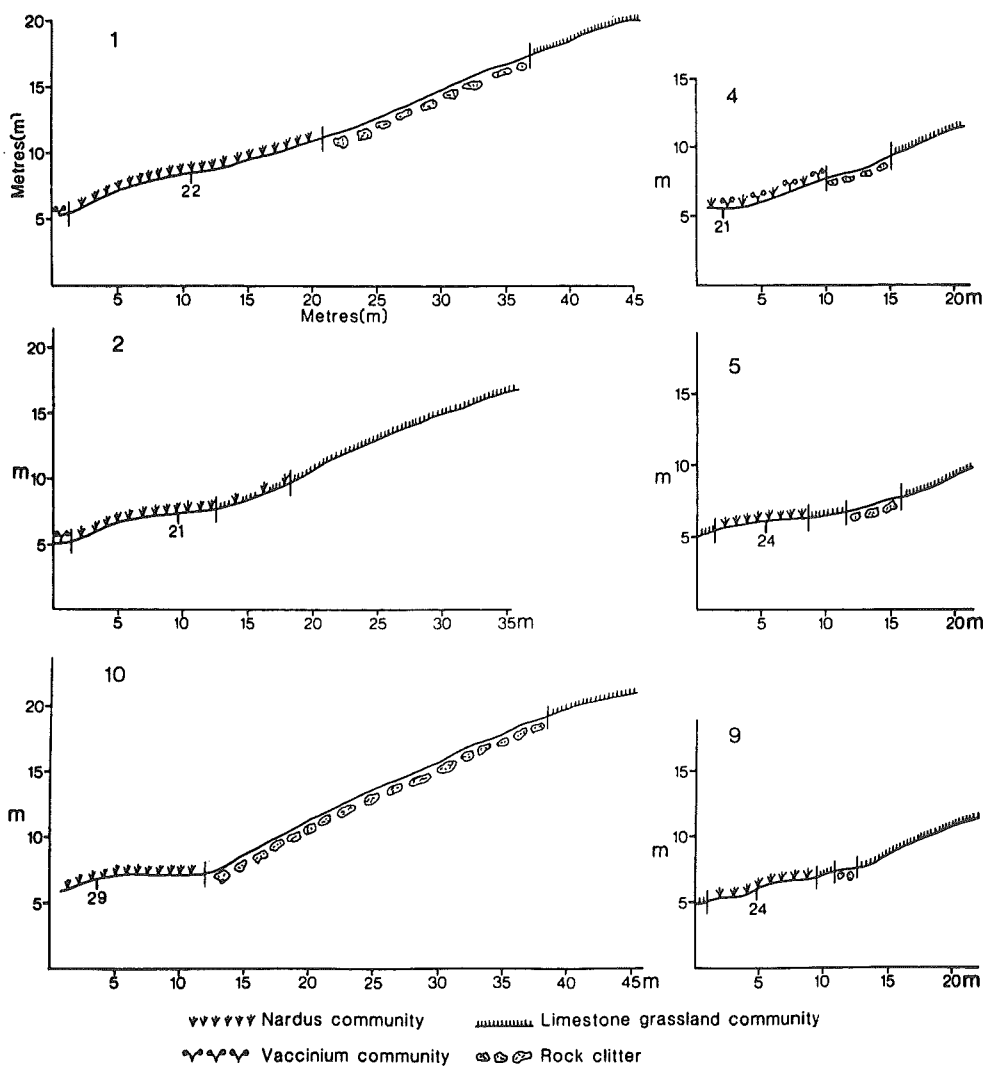 1
Metres(m)
20
15
10
5
22
5 10 15 20 25 30 35 40 45
Metres(m)
4
15
10
m
5
21
5 10 15 20m
2
20
15
m10
5
21
5 10 15 20 25 30 35m
5
15
10
m
5
24
5 10 15 20m
10
20
15
m
10
5
29
5 10 15 20 25 30 35 40 45 m
9
15
10
m
5
24
5 10 15 20m
Nardus community
Limestone grassland community
Vaccinium community
Rock clitter